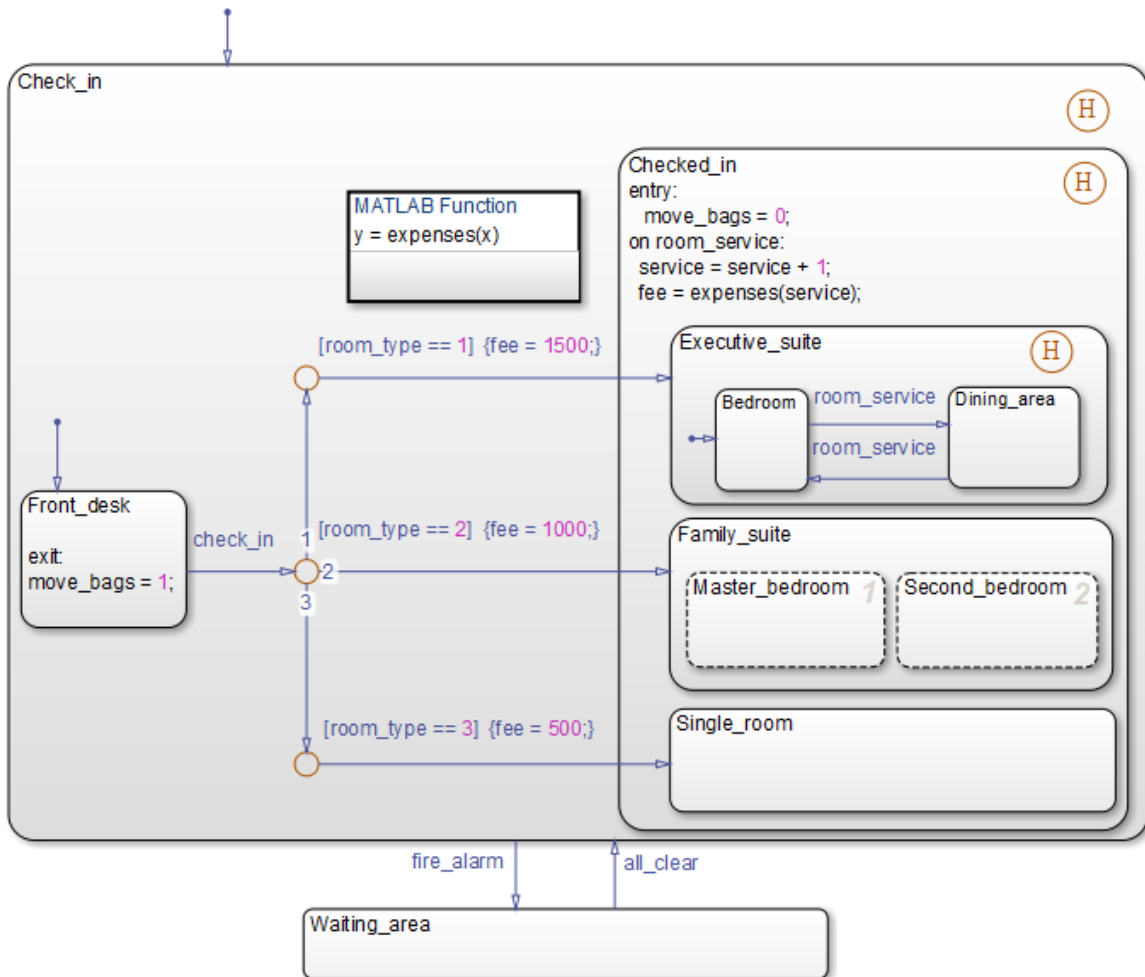 Check_in
H
Checked_in
H
entry:
move_bags = 0;
on room_service:
service = service + 1;
fee = expenses(service);
MATLAB Function
y = expenses(x)
[room_type == 1] {fee = 1500;}
Executive_suite
H
Bedroom
room_service
Dining_area
room_service
Front_desk
exit:
move_bags = 1;
check_in
1
2
3
[room_type == 2] {fee = 1000;}
Family_suite
Master_bedroom 1
Second_bedroom 2
[room_type == 3] {fee = 500;}
Single_room
fire_alarm
all_clear
Waiting_area